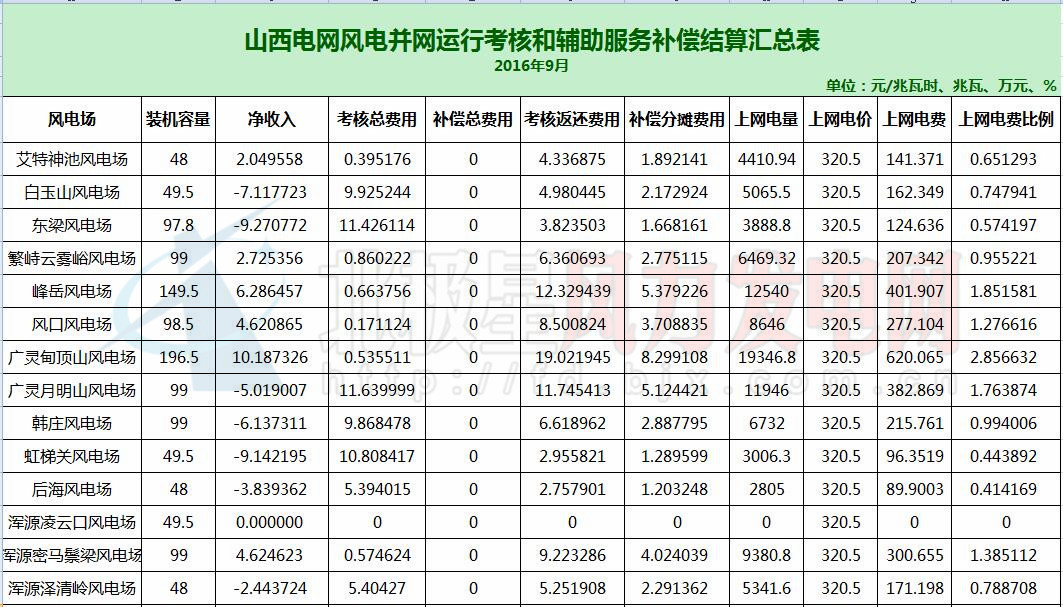 山西电网风电并网运行考核和辅助服务补偿结算汇总表
2016年9月
单位：元/兆瓦时、兆瓦、万元、%
风电场 装机容量 净收入 考核总费用 补偿总费用 考核返还费用 补偿分摊费用 上网电量 上网电价 上网电费 上网电费比例
艾特神池风电场 48 2.049558 0.395176 0 4.336875 1.892141 4410.94 320.5 141.371 0.651293
白玉山风电场 49.5 -7.117723 9.925244 0 4.980445 2.172924 5065.5 320.5 162.349 0.747941
东梁风电场 97.8 -9.270772 11.426114 0 3.823503 1.668161 3888.8 320.5 124.636 0.574197
繁峙云雾峪风电场 99 2.725356 0.860222 0 6.360693 2.775115 6469.32 320.5 207.342 0.955221
峰岳风电场 149.5 6.286457 0.663756 0 12.329439 5.379226 12540 320.5 401.907 1.851581
风口风电场 98.5 4.620865 0.171124 0 8.500824 3.708835 8646 320.5 277.104 1.276616
广灵甸顶山风电场 196.5 10.187326 0.535511 0 19.021945 8.299108 19346.8 320.5 620.065 2.856632
广灵月明山风电场 99 -5.019007 11.639999 0 11.745413 5.124421 11946 320.5 382.869 1.763874
韩庄风电场 99 -6.137311 9.868478 0 6.618962 2.887795 6732 320.5 215.761 0.994006
虹梯关风电场 49.5 -9.142195 10.808417 0 2.955821 1.289599 3006.3 320.5 96.3519 0.443892
后海风电场 48 -3.839362 5.394015 0 2.757901 1.203248 2805 320.5 89.9003 0.414169
浑源凌云口风电场 49.5 0.000000 0 0 0 0 0 320.5 0 0
浑源密马鬃梁风电场 99 4.624623 0.574624 0 9.223286 4.024039 9380.8 320.5 300.655 1.385112
浑源泽清岭风电场 48 -2.443724 5.40427 0 5.251908 2.291362 5341.6 320.5 171.198 0.788708
北极星风力发电网
http://fd.bjx.com.cn